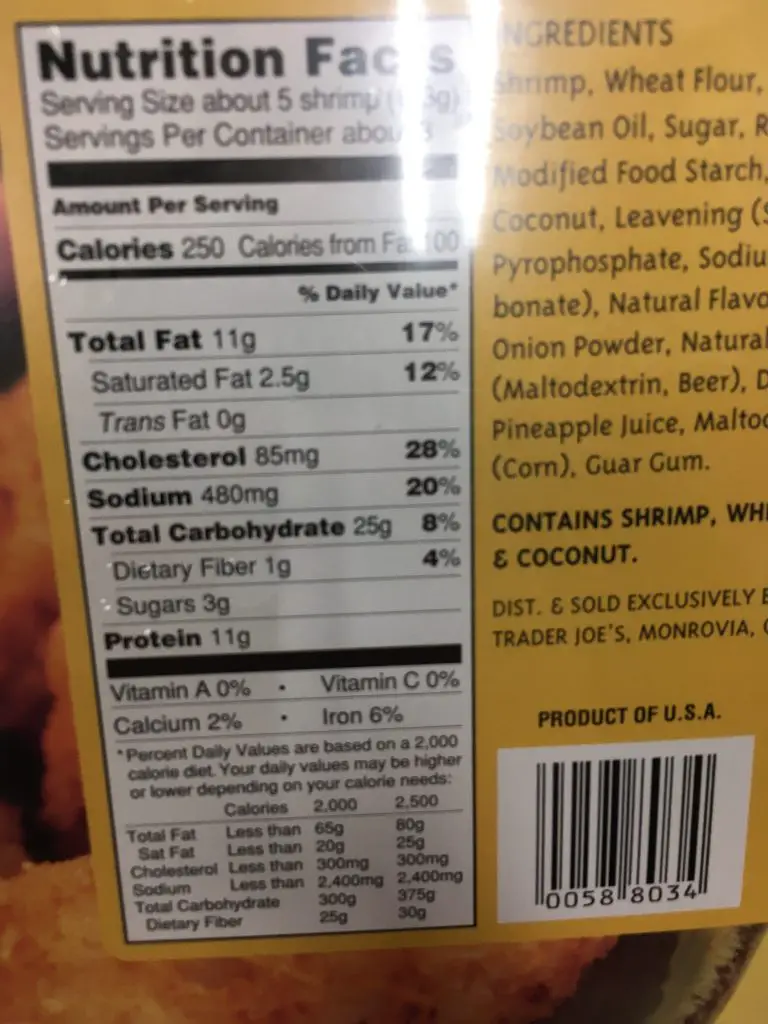 Nutrition Facts
Serving Size about 5 shrimp
Servings Per Container about 3
Amount Per Serving
Calories 250 Calories from Fat 100
% Daily Value*
Total Fat 11g 17%
Saturated Fat 2.5g 12%
Trans Fat 0g
Cholesterol 85mg 28%
Sodium 480mg 20%
Total Carbohydrate 25g 8%
Dietary Fiber 1g 4%
Sugars 3g
Protein 11g
Vitamin A 0% • Vitamin C 0%
Calcium 2% • Iron 6%
*Percent Daily Values are based on a 2,000
calorie diet. Your daily values may be higher
or lower depending on your calorie needs:
Calories 2,000 2,500
Total Fat Less than 65g 80g
Sat Fat Less than 20g 25g
Cholesterol Less than 300mg 300mg
Sodium Less than 2,400mg 2,400mg
Total Carbohydrate 300g 375g
Dietary Fiber 25g 30g
INGREDIENTS
Shrimp, Wheat Flour,
Soybean Oil, Sugar, R
Modified Food Starch,
Coconut, Leavening (S
Pyrophosphate, Sodiu
bonate), Natural Flavo
Onion Powder, Natural
(Maltodextrin, Beer), D
Pineapple Juice, Maltod
(Corn), Guar Gum.
CONTAINS SHRIMP, WHE
& COCONUT.
DIST. & SOLD EXCLUSIVELY B
TRADER JOE'S, MONROVIA, C
PRODUCT OF U.S.A.
0058 8034